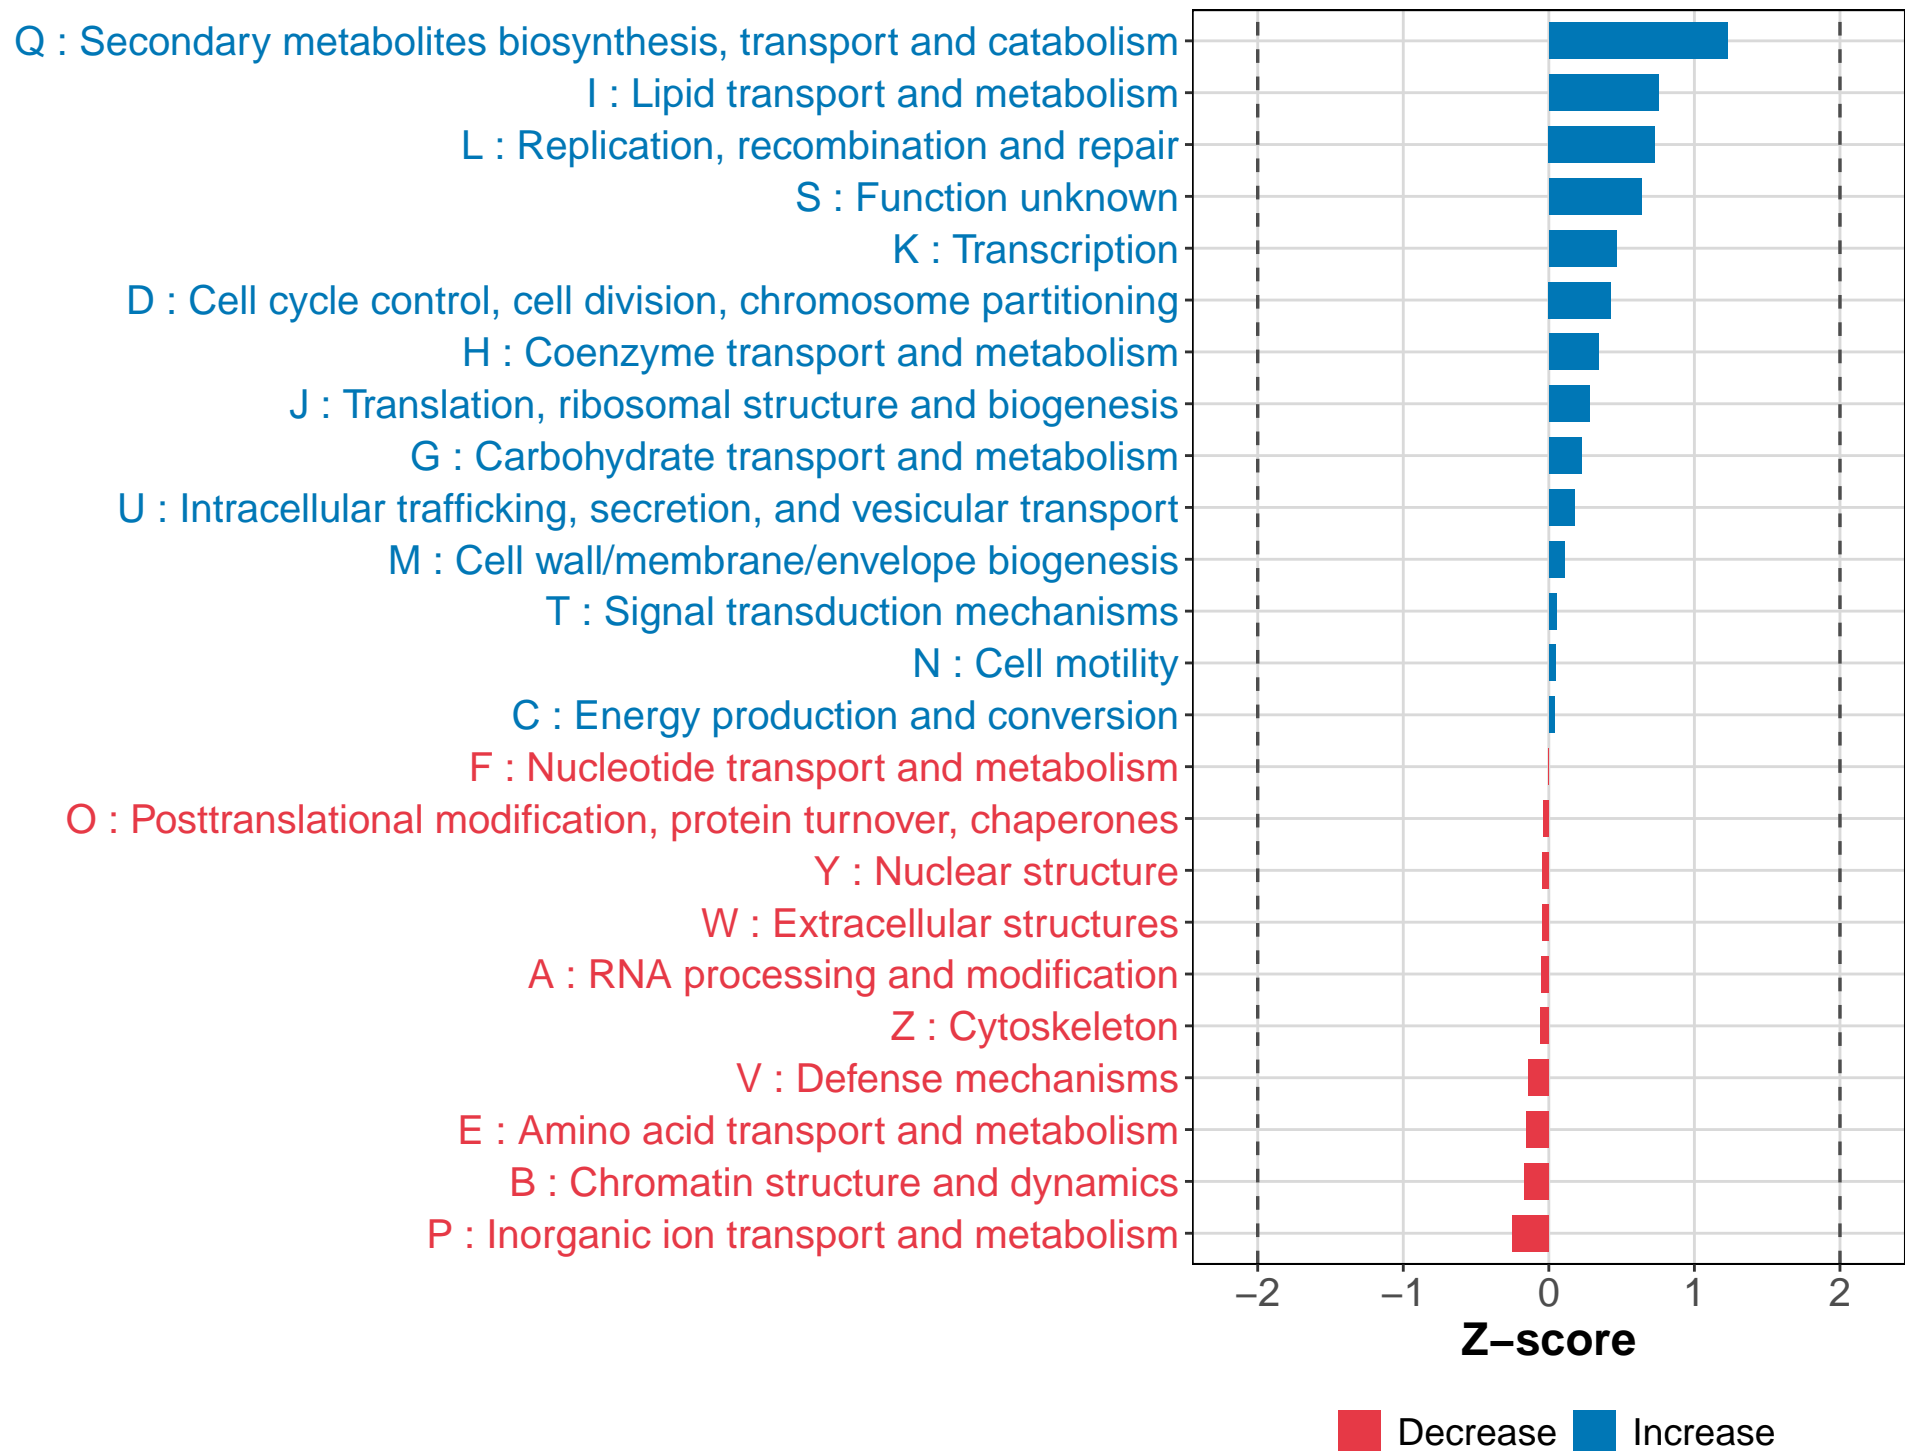 Q : Secondary metabolites biosynthesis, transport and catabolism
I : Lipid transport and metabolism
L : Replication, recombination and repair
S : Function unknown
K : Transcription
D : Cell cycle control, cell division, chromosome partitioning
H : Coenzyme transport and metabolism
J : Translation, ribosomal structure and biogenesis
G : Carbohydrate transport and metabolism
U : Intracellular trafficking, secretion, and vesicular transport
M : Cell wall/membrane/envelope biogenesis
T : Signal transduction mechanisms
N : Cell motility
C : Energy production and conversion
F : Nucleotide transport and metabolism
O : Posttranslational modification, protein turnover, chaperones
Y : Nuclear structure
W : Extracellular structures
A : RNA processing and modification
Z : Cytoskeleton
V : Defense mechanisms
E : Amino acid transport and metabolism
B : Chromatin structure and dynamics
P : Inorganic ion transport and metabolism
−2 −1 0 1 2
Z−score
Decrease Increase